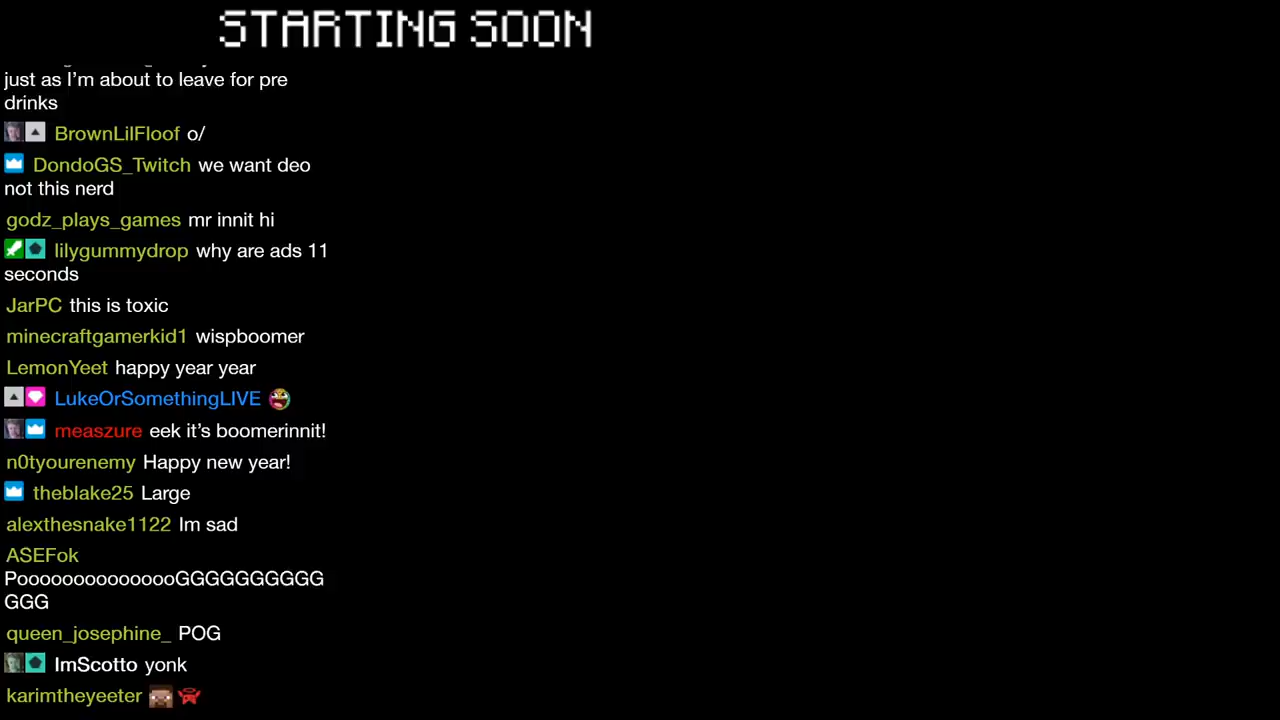 STARTING SOON
just as I’m about to leave for pre
drinks
BrownLilFloof o/
DondoGS_Twitch we want deo
not this nerd
godz_plays_games mr innit hi
lilygummydrop why are ads 11
seconds
JarPC this is toxic
minecraftgamerkid1 wispboomer
LemonYeet happy year year
LukeOrSomethingLIVE
measzure eek it’s boomerinnit!
n0tyourenemy Happy new year!
theblake25 Large
alexthesnake1122 Im sad
ASEFok
PooooooooooooooGGGGGGGGGG
GGG
queen_josephine_ POG
ImScotto yonk
karimtheyeeter